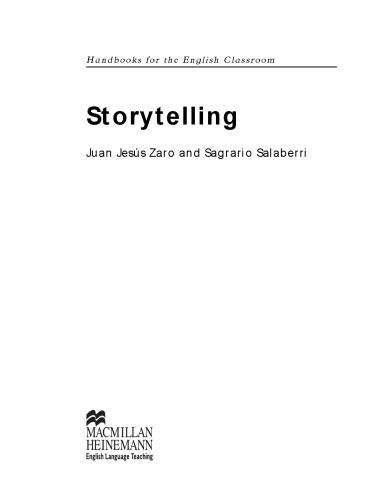 Handbooks for the English Classroom
Storytelling
Juan Jesús Zaro and Sagrario Salaberri
MACMILLAN
HEINEMANN
English Language Teaching